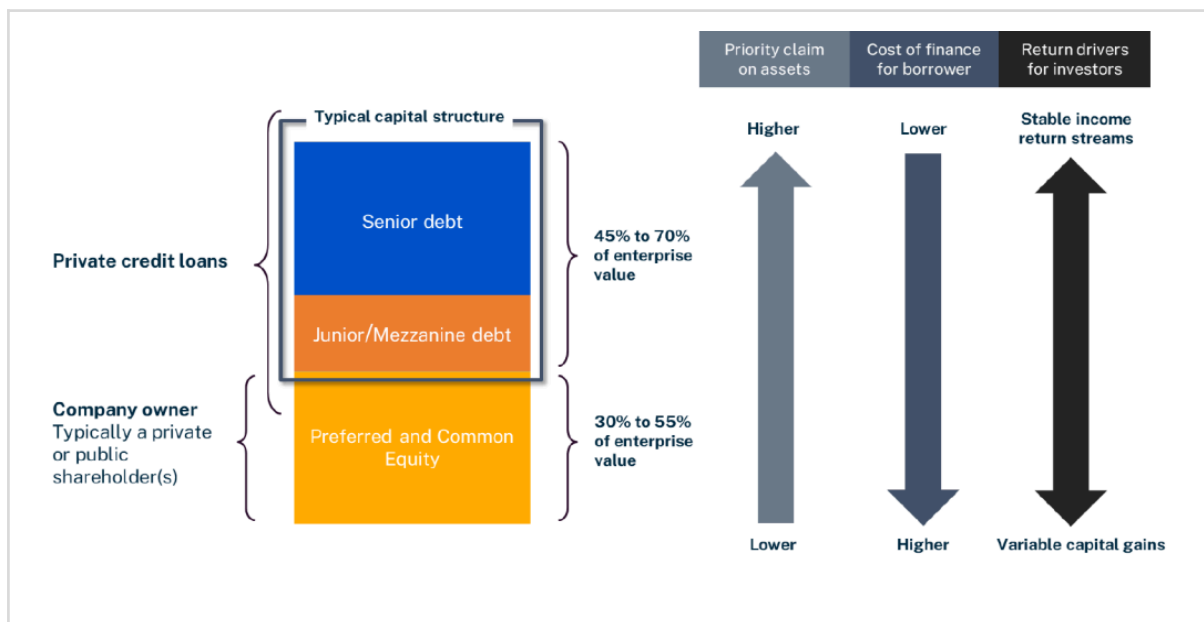 Priority claim
on assets
Cost of finance
for borrower
Return drivers
for investors
Typical capital structure
Higher
Lower
Stable income
return streams
Senior debt
45% to 70%
of enterprise
value
Private credit loans
Junior/Mezzanine debt
Company owner
Typically a private
or public
shareholder(s)
Preferred and Common
Equity
30% to 55%
of enterprise
value
Lower
Higher
Variable capital gains